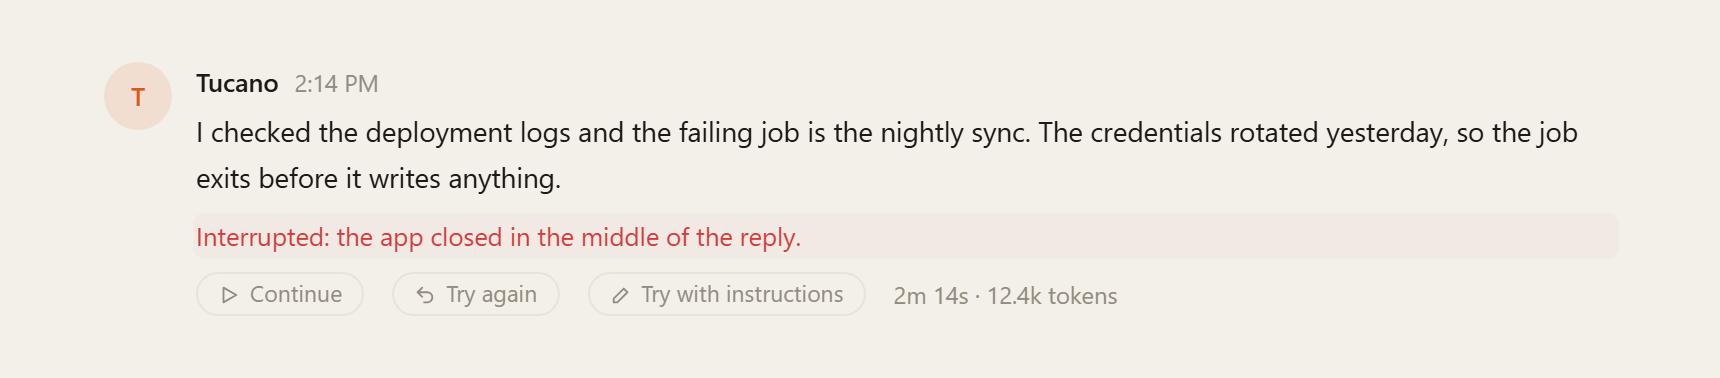 T
Tucano 2:14 PM
I checked the deployment logs and the failing job is the nightly sync. The credentials rotated yesterday, so the job
exits before it writes anything.
Interrupted: the app closed in the middle of the reply.
Continue Try again Try with instructions 2m 14s · 12.4k tokens